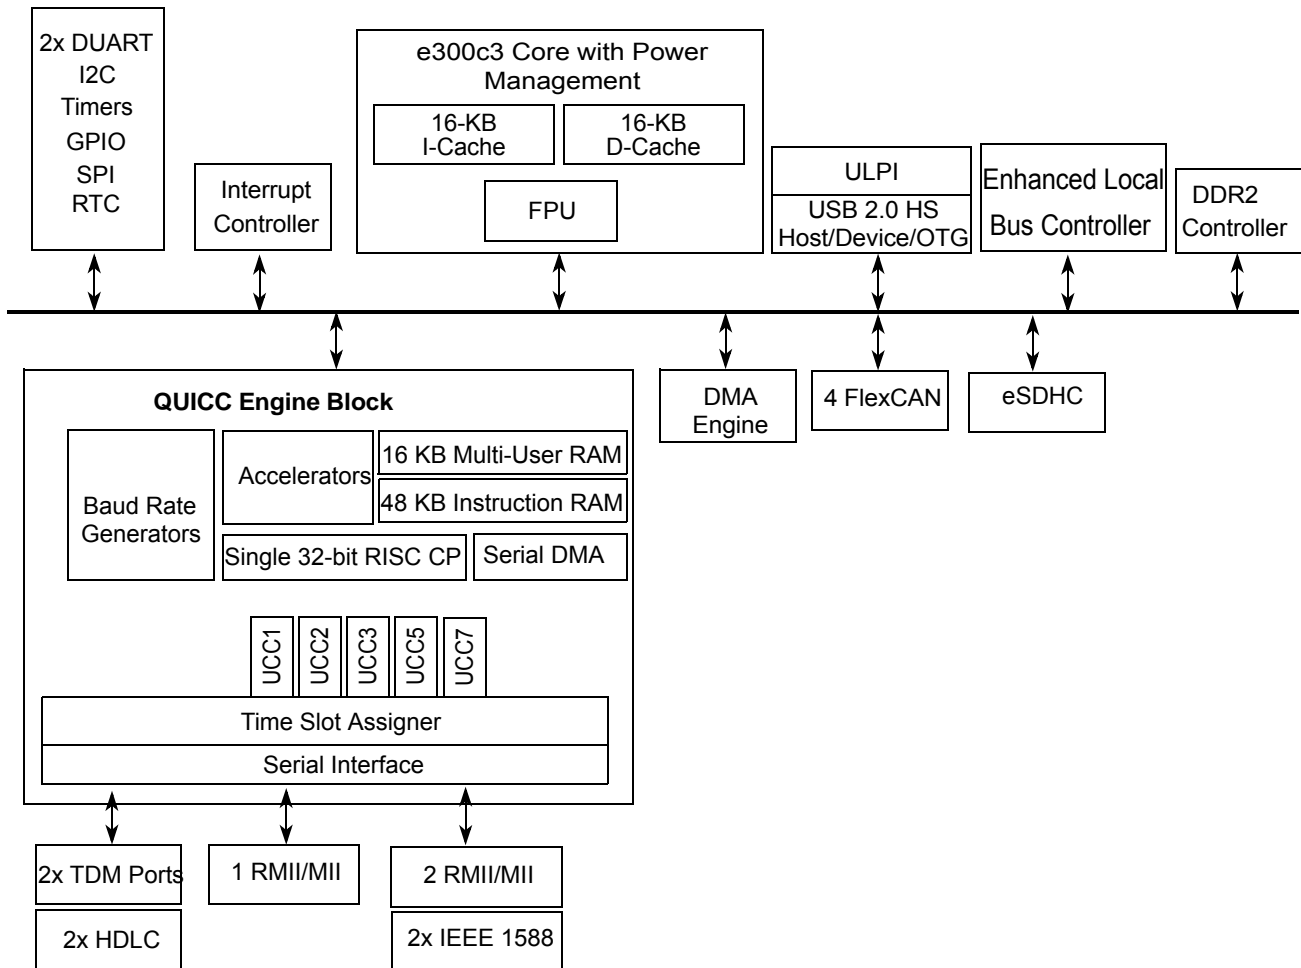 2x DUART
I2C
Timers
GPIO
SPI
RTC
Interrupt
Controller
e300c3 Core with Power
Management
16-KB
I-Cache
16-KB
D-Cache
FPU
ULPI
USB 2.0 HS
Host/Device/OTG
Enhanced Local
Bus Controller
DDR2
Controller
QUICC Engine Block
Baud Rate
Generators
Accelerators
16 KB Multi-User RAM
48 KB Instruction RAM
Single 32-bit RISC CP
Serial DMA
UCC1
UCC2
UCC3
UCC5
UCC7
Time Slot Assigner
Serial Interface
DMA
Engine
4 FlexCAN
eSDHC
2x TDM Ports
2x HDLC
1 RMII/MII
2 RMII/MII
2x IEEE 1588